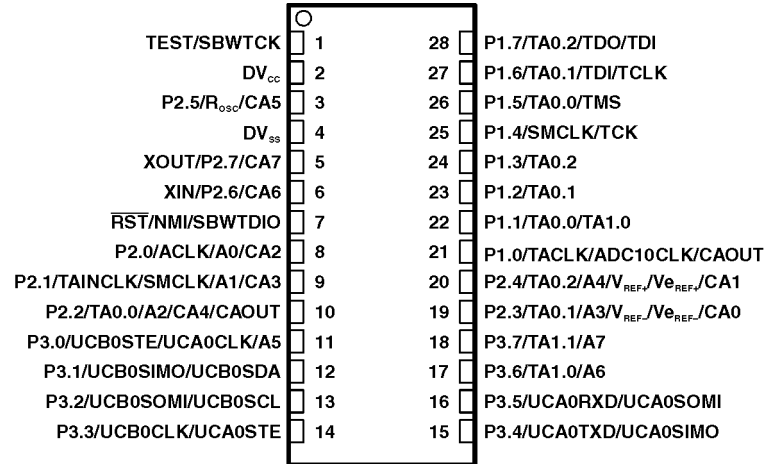 TEST/SBWTCK 1 28 P1.7/TA0.2/TDO/TDI
DVCC 2 27 P1.6/TA0.1/TDI/TCLK
P2.5/ROSC/CA5 3 26 P1.5/TA0.0/TMS
DVSS 4 25 P1.4/SMCLK/TCK
XOUT/P2.7/CA7 5 24 P1.3/TA0.2
XIN/P2.6/CA6 6 23 P1.2/TA0.1
RST/NMI/SBWTDIO 7 22 P1.1/TA0.0/TA1.0
P2.0/ACLK/A0/CA2 8 21 P1.0/TACLK/ADC10CLK/CAOUT
P2.1/TAINCLK/SMCLK/A1/CA3 9 20 P2.4/TA0.2/A4/VREF+/VeREF+/CA1
P2.2/TA0.0/A2/CA4/CAOUT 10 19 P2.3/TA0.1/A3/VREF−/VeREF−/CA0
P3.0/UCB0STE/UCA0CLK/A5 11 18 P3.7/TA1.1/A7
P3.1/UCB0SIMO/UCB0SDA 12 17 P3.6/TA1.0/A6
P3.2/UCB0SOMI/UCB0SCL 13 16 P3.5/UCA0RXD/UCA0SOMI
P3.3/UCB0CLK/UCA0STE 14 15 P3.4/UCA0TXD/UCA0SIMO